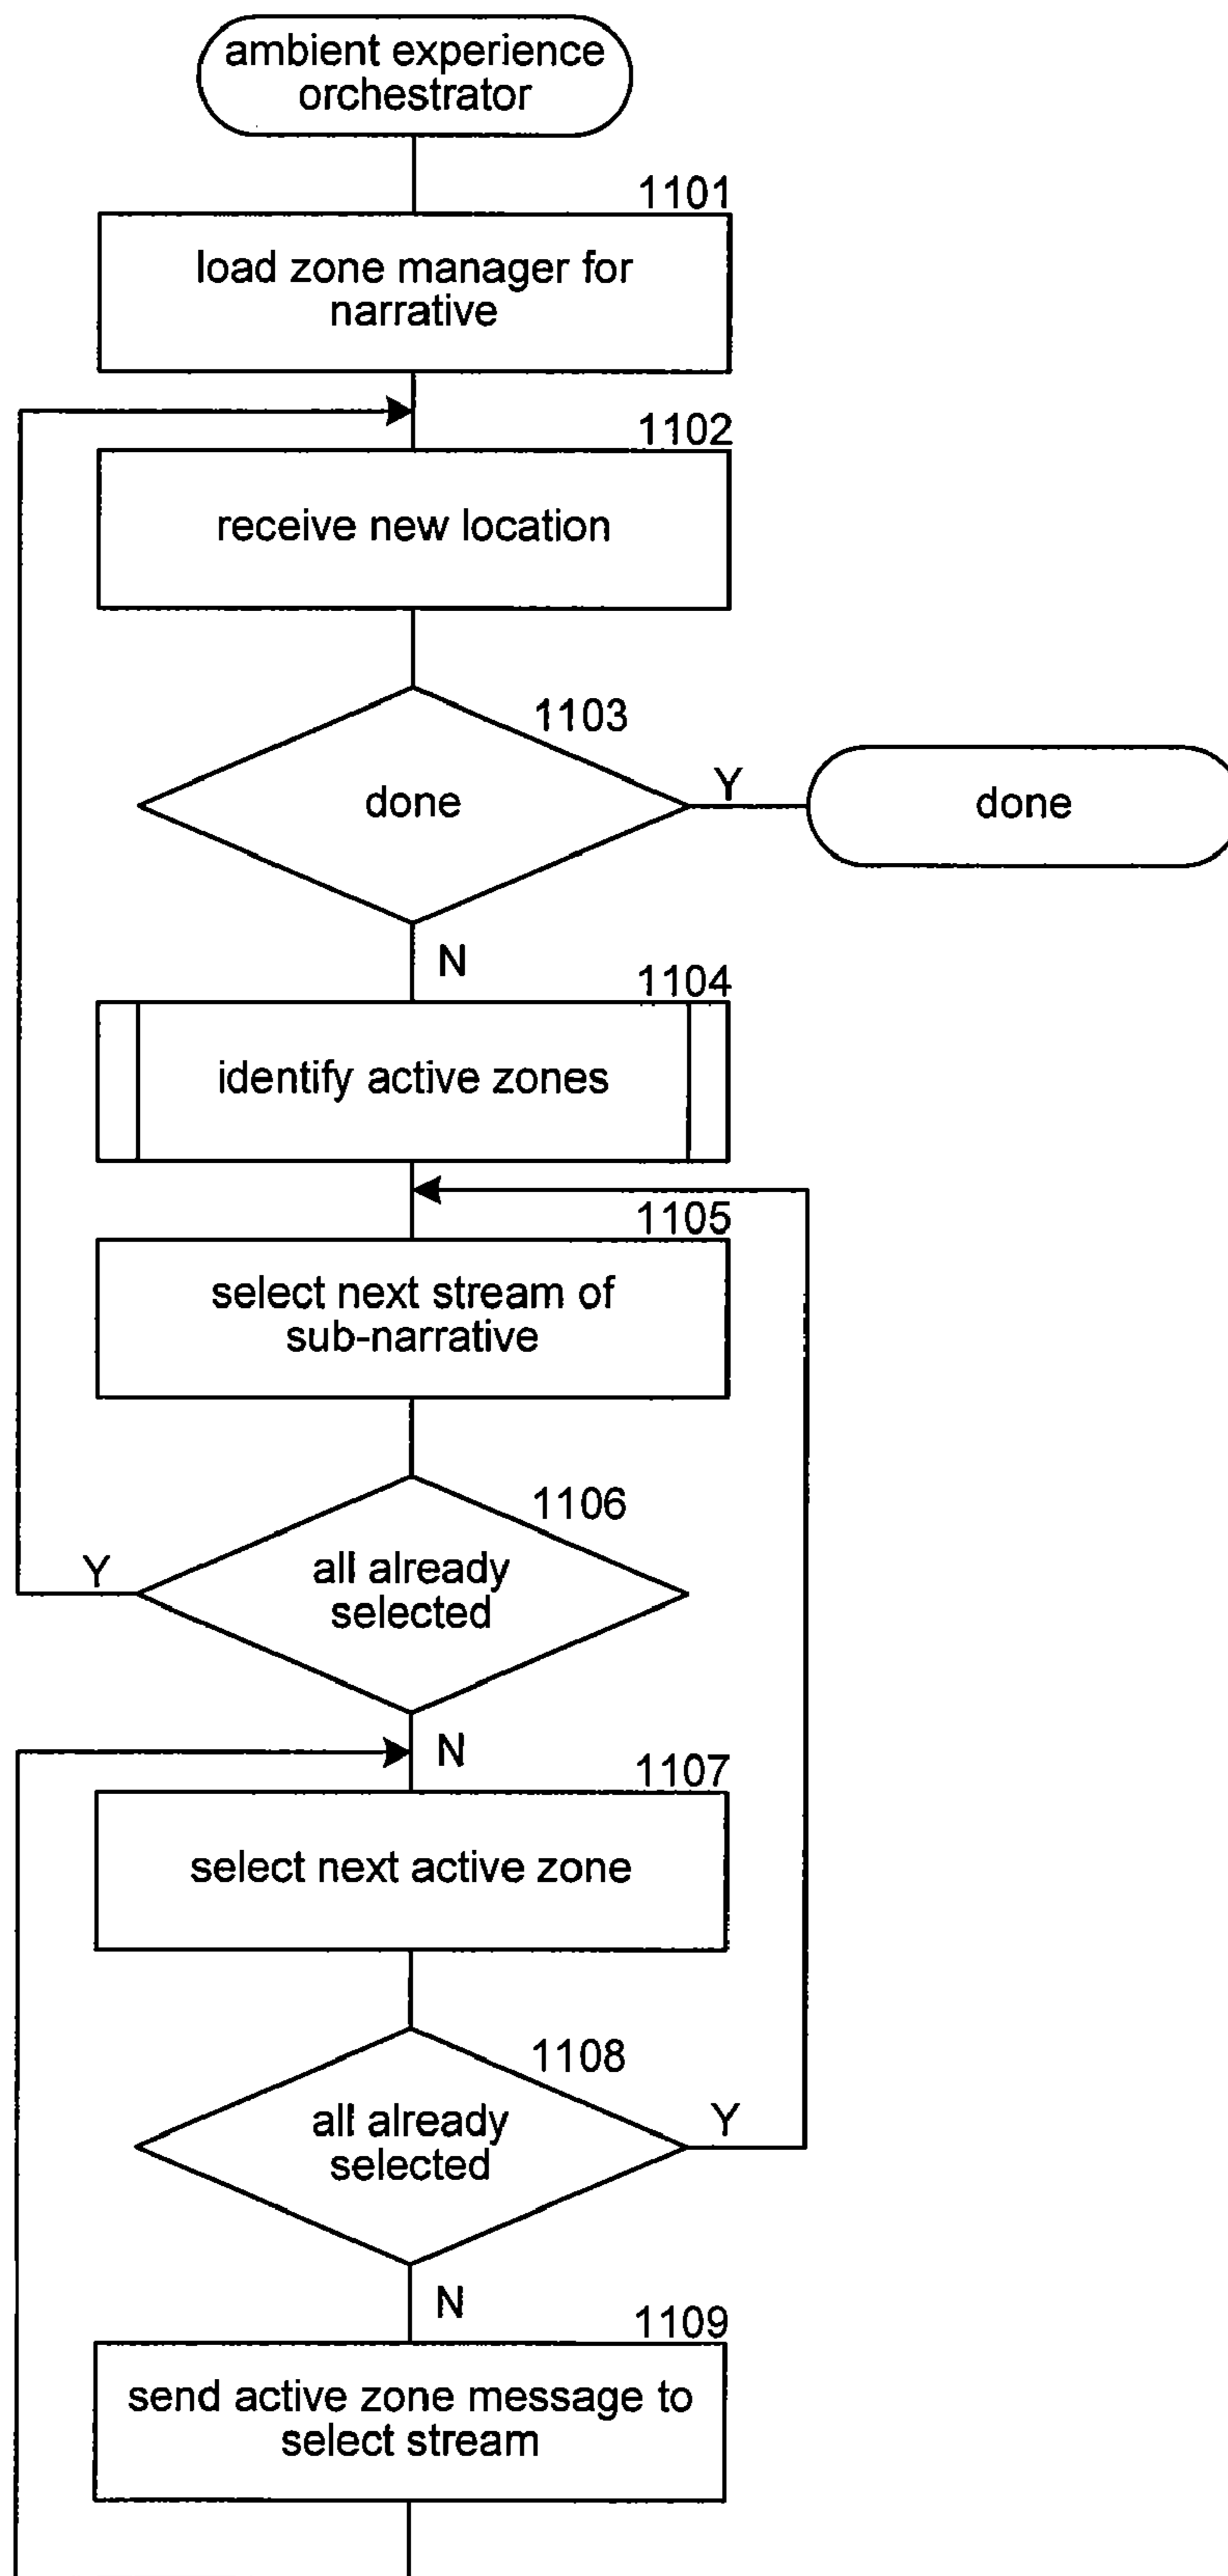 ambient experience
orchestrator
1101
load zone manager for
narrative
1102
receive new location
1103
done
Y
done
N
1104
identify active zones
1105
select next stream of
sub-narrative
1106
Y
all already
selected
N
1107
select next active zone
1108
all already
selected
Y
N
1109
send active zone message to
select stream